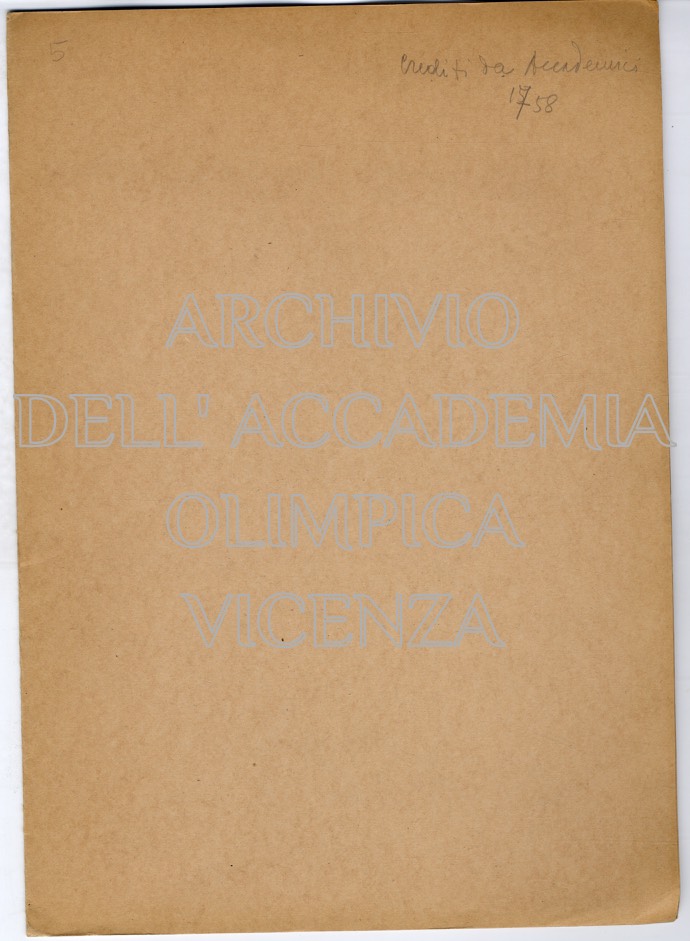 5
Crediti da Accademici
1758
ARCHIVIO
DELL' ACCADEMIA
OLIMPICA
VICENZA